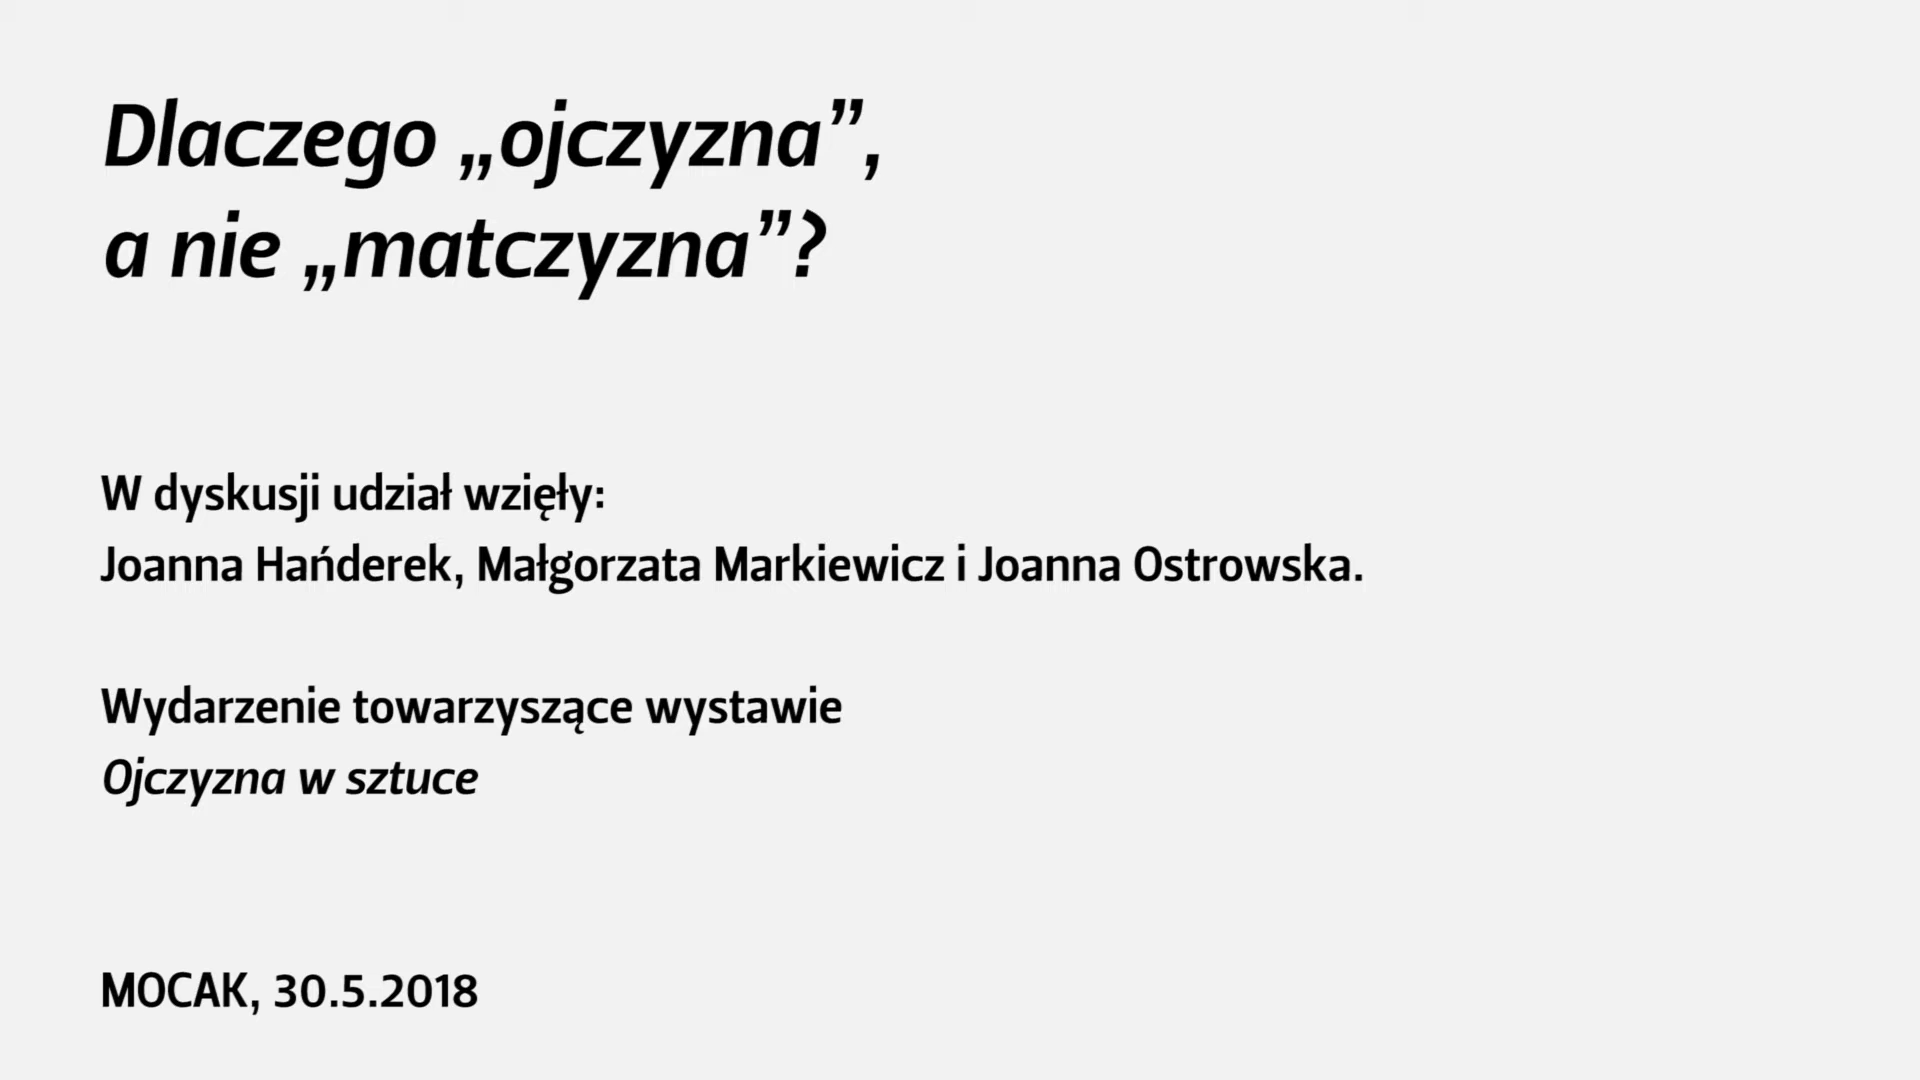 Dlaczego „ojczyzna”,
a nie „matczyzna”?
W dyskusji udział wzięły:
Joanna Hańderek, Małgorzata Markiewicz i Joanna Ostrowska.
Wydarzenie towarzyszące wystawie
Ojczyzna w sztuce
MOCAK, 30.5.2018